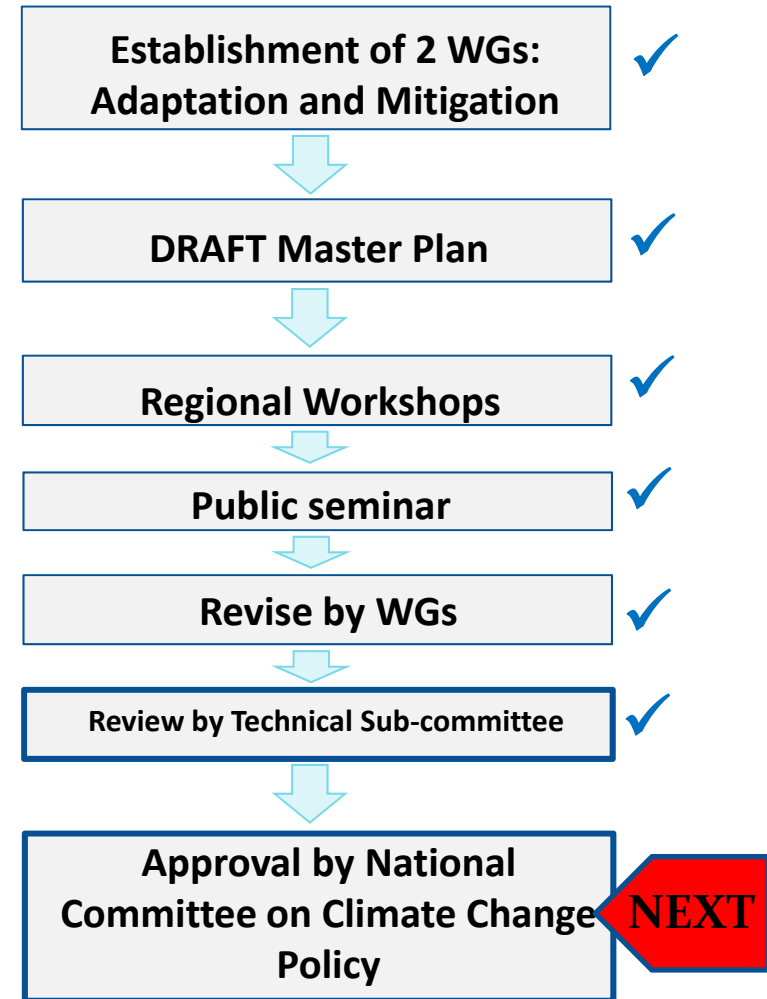 Establishment of 2 WGs:
Adaptation and Mitigation
DRAFT Master Plan
Regional Workshops
Public seminar
Revise by WGs
Review by Technical Sub-committee
Approval by National
Committee on Climate Change
Policy
NEXT